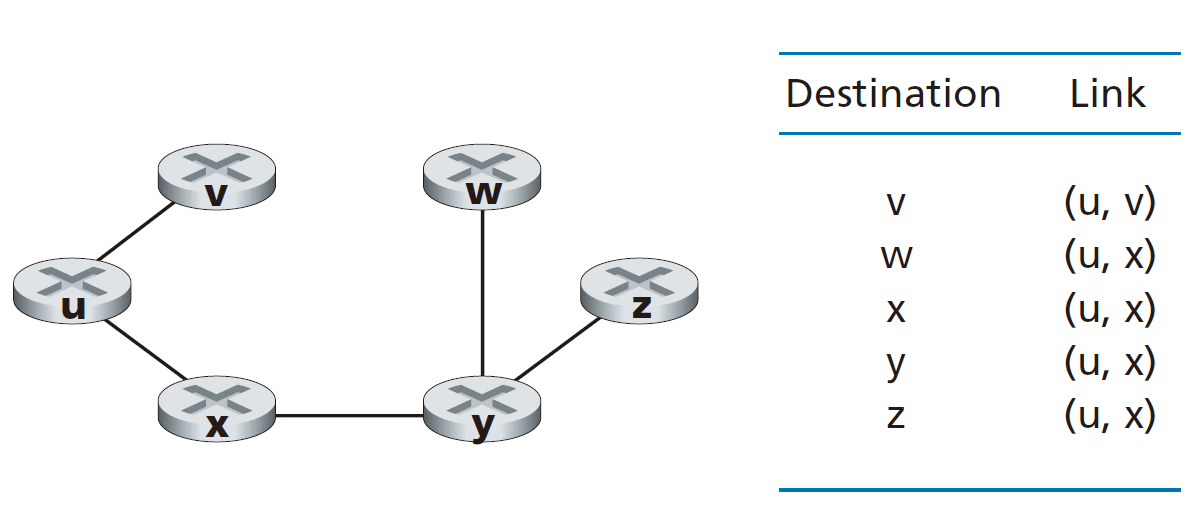 v
w
u
z
x
y
Destination Link
v (u, v)
w (u, x)
x (u, x)
y (u, x)
z (u, x)